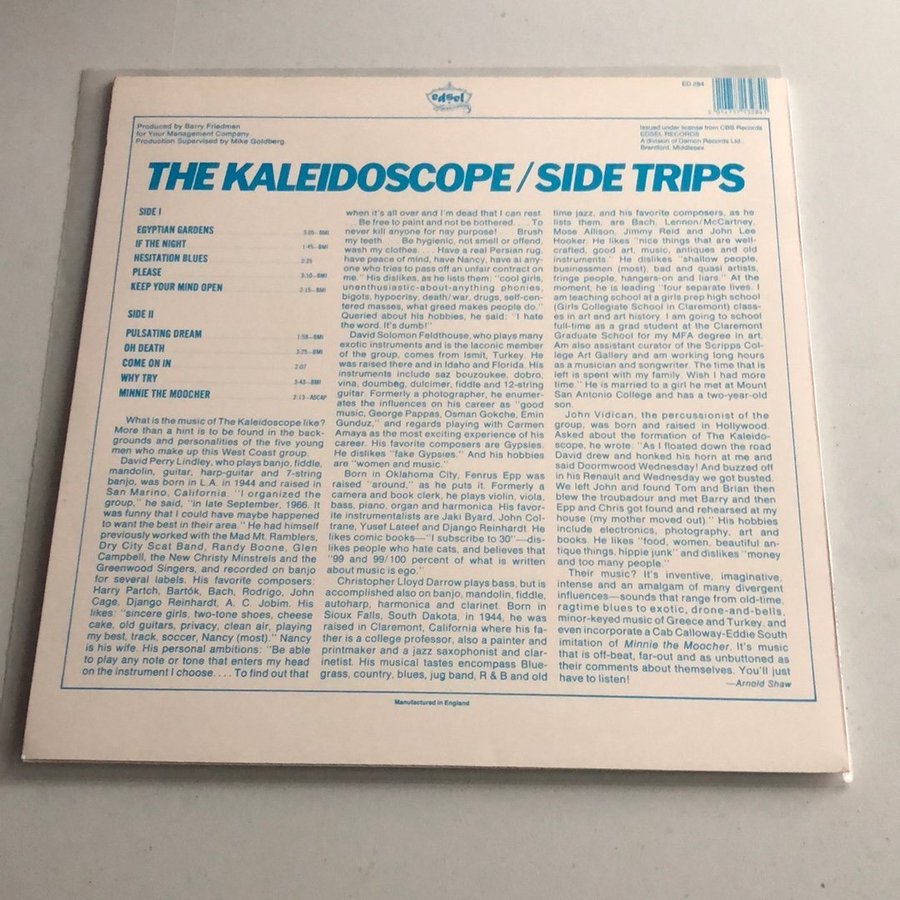 edsel
ED 284
Produced by Barry Friedman
for Your Management Company
Production Supervised by Mike Goldberg.
Issued under license from CBS Records
EDSEL RECORDS
A division of Demon Records Ltd.,
Brentford, Middlesex
THE KALEIDOSCOPE / SIDE TRIPS
SIDE I
EGYPTIAN GARDENS 3:05—BMI
IF THE NIGHT 1:45—BMI
HESITATION BLUES 2:25
PLEASE 3:10—BMI
KEEP YOUR MIND OPEN 2:15—BMI
SIDE II
PULSATING DREAM 1:58—BMI
OH DEATH 3:25—BMI
COME ON IN 2:07
WHY TRY 3:43—BMI
MINNIE THE MOOCHER 2:13—ASCAP
What is the music of The Kaleidoscope like?
More than a hint is to be found in the back-
grounds and personalities of the five young
men who make up this West Coast group.
David Perry Lindley, who plays banjo, fiddle,
mandolin, guitar, harp-guitar and 7-string
banjo, was born in L.A. in 1944 and raised in
San Marino, California. "I organized the
group," he said, "in late September, 1966. It
was funny that I could have maybe happened
to want the best in their area." He had himself
previously worked with the Mad Mt. Ramblers,
Dry City Scat Band, Randy Boone, Glen
Campbell, the New Christy Minstrels and the
Greenwood Singers, and recorded on banjo
for several labels. His favorite composers:
Harry Partch, Bartók, Bach, Rodrigo, John
Cage, Django Reinhardt, A. C. Jobim. His
likes: "sincere girls, two-tone shoes, cheese
cake, old guitars, privacy, clean air, playing
my best, track, soccer, Nancy (most)." Nancy
is his wife. His personal ambitions: "Be able
to play any note or tone that enters my head
on the instrument I choose. . . . To find out that
when it's all over and I'm dead that I can rest.
Be free to paint and not be bothered. . . . To
never kill anyone for nay purpose! . . . Brush
my teeth. . . . Be hygienic, not smell or offend,
wash my clothes. . . . Have a real Persian rug,
have peace of mind, have Nancy, have ai any-
one who tries to pass off an unfair contract on
me." His dislikes, as he lists them: "cool girls,
unenthusiastic-about-anything phonies,
bigots, hypocrisy, death/war, drugs, self-cen-
tered masses, what greed makes people do."
Queried about his hobbies, he said: "I hate
the word. It's dumb!"
David Solomon Feldthouse, who plays many
exotic instruments and is the laconic member
of the group, comes from Ismit, Turkey. He
was raised there and in Idaho and Florida. His
instruments include saz bouzoukee, dobro,
vina, doumbeg, dulcimer, fiddle and 12-string
guitar. Formerly a photographer, he enumer-
ates the influences on his career as "good
music, George Pappas, Osman Gokche, Emin
Gunduz," and regards playing with Carmen
Amaya as the most exciting experience of his
career. His favorite composers are Gypsies.
He dislikes "fake Gypsies." And his hobbies
are "women and music."
Born in Oklahoma City, Fenrus Epp was
raised "around," as he puts it. Formerly a
camera and book clerk, he plays violin, viola,
bass, piano, organ and harmonica. His favor-
ite instrumentalists are Jaki Byard, John Col-
trane, Yusef Lateef and Django Reinhardt. He
likes comic books—"I subscribe to 30"—dis-
likes people who hate cats, and believes that
"99 and 99/100 percent of what is written
about music is ego."
Christopher Lloyd Darrow plays bass, but is
accomplished also on banjo, mandolin, fiddle,
autoharp, harmonica and clarinet. Born in
Sioux Falls, South Dakota, in 1944, he was
raised in Claremont, California where his fa-
ther is a college professor, also a painter and
printmaker and a jazz saxophonist and clar-
inetist. His musical tastes encompass Blue-
grass, country, blues, jug band, R & B and old
time jazz, and his favorite composers, as he
lists them, are Bach, Lennon/McCartney,
Mose Allison, Jimmy Reid and John Lee
Hooker. He likes "nice things that are well-
crafted, good art, music, antiques and old
instruments." He dislikes "shallow people,
businessmen (most), bad and quasi artists,
fringe people, hangers-on and liars." At the
moment, he is leading "four separate lives. I
am teaching school at a girls prep high school
(Girls Collegiate School in Claremont) class-
es in art and art history. I am going to school
full-time as a grad student at the Claremont
Graduate School for my MFA degree in art.
Am also assistant curator of the Scripps Col-
lege Art Gallery and am working long hours
as a musician and songwriter. The time that is
left is spent with my family. Wish I had more
time." He is married to a girl he met at Mount
San Antonio College and has a two-year-old
son.
John Vidican, the percussionist of the
group, was born and raised in Hollywood.
Asked about the formation of The Kaleido-
scope, he wrote: "As I floated down the road
David drew and honked his horn at me and
said Doormwood Wednesday! And buzzed off
in his Renault and Wednesday we got busted.
We left John and found Tom and Brian then
blew the troubadour and met Barry and then
Epp and Chris got found and rehearsed at my
house (my mother moved out)." His hobbies
include electronics, photography, art and
books. He likes "food, women, beautiful an-
tique things, hippie junk" and dislikes "money
and too many people."
Their music? It's inventive, imaginative,
intense and an amalgam of many divergent
influences—sounds that range from old-time,
ragtime blues to exotic, drone-and-bells,
minor-keyed music of Greece and Turkey, and
even incorporate a Cab Calloway-Eddie South
imitation of Minnie the Moocher. It's music
that is off-beat, far-out and as unbuttoned as
their comments about themselves. You'll just
have to listen!
—Arnold Shaw
Manufactured in England